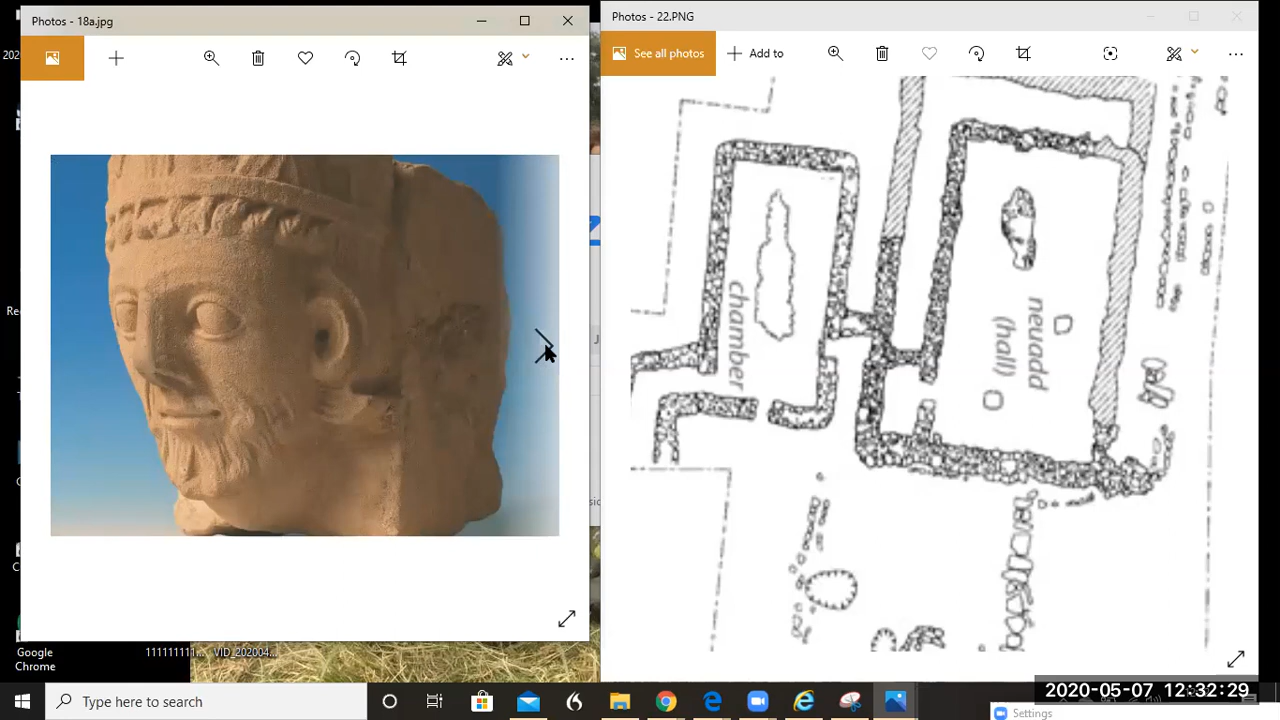 Photos - 18a.jpg
Photos - 22.PNG
See all photos
Add to
chamber
neuadd
(hall)
Google
Chrome
111111111...
VID_202004...
Type here to search
2020-05-07 12:32:29
Settings